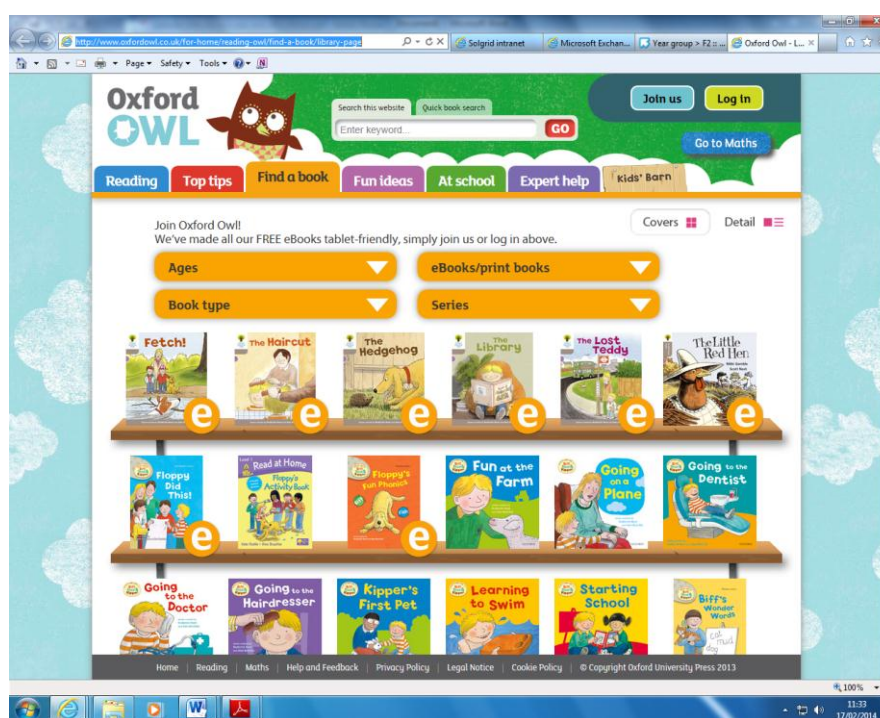 http://www.oxfordowl.co.uk/for-home/reading-owl/find-a-book/library-page
Solgrid intranet
Microsoft Exchan...
Year group > F2 :: ...
Oxford Owl - L...
Page
Safety
Tools
Oxford
OWL
Search this website
Quick book search
Enter keyword...
GO
Join us
Log in
Go to Maths
Reading
Top tips
Find a book
Fun ideas
At school
Expert help
Kids' Barn
Join Oxford Owl!
We've made all our FREE eBooks tablet-friendly, simply join us or log in above.
Covers
Detail
Ages
eBooks/print books
Book type
Series
Fetch!
The Haircut
The
Hedgehog
The
Library
The Lost
Teddy
The Little
Red Hen
e
e
e
e
e
e
Floppy
Did
This!
Read at Home
Floppy's
Activity Book
Floppy's
Fun Phonics
Fun at the
Farm
Going
on a
Plane
Going to the
Dentist
e
e
Going
to the
Doctor
Going to the
Hairdresser
Kipper's
First Pet
Learning
to Swim
Starting
School
Biff's
Wonder
Words
cat
mud
dog
Home | Reading | Maths | Help and Feedback | Privacy Policy | Legal Notice | Cookie Policy | © Copyright Oxford University Press 2013
100%
11:33
17/02/2014